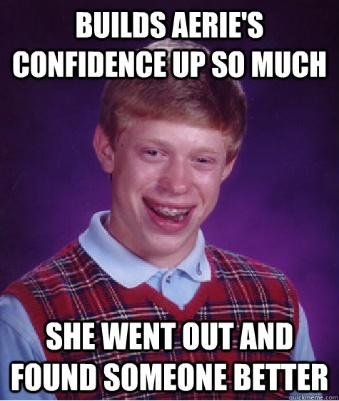 BUILDS AERIE'S
CONFIDENCE UP SO MUCH
SHE WENT OUT AND
FOUND SOMEONE BETTER
quickmeme.com